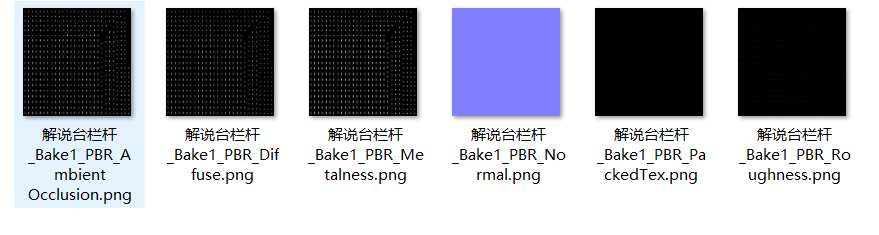 解说台栏杆
_Bake1_PBR_A
mbient
Occlusion.png
解说台栏杆
_Bake1_PBR_Dif
fuse.png
解说台栏杆
_Bake1_PBR_Me
talness.png
解说台栏杆
_Bake1_PBR_No
rmal.png
解说台栏杆
_Bake1_PBR_Pa
ckedTex.png
解说台栏杆
_Bake1_PBR_Ro
ughness.png